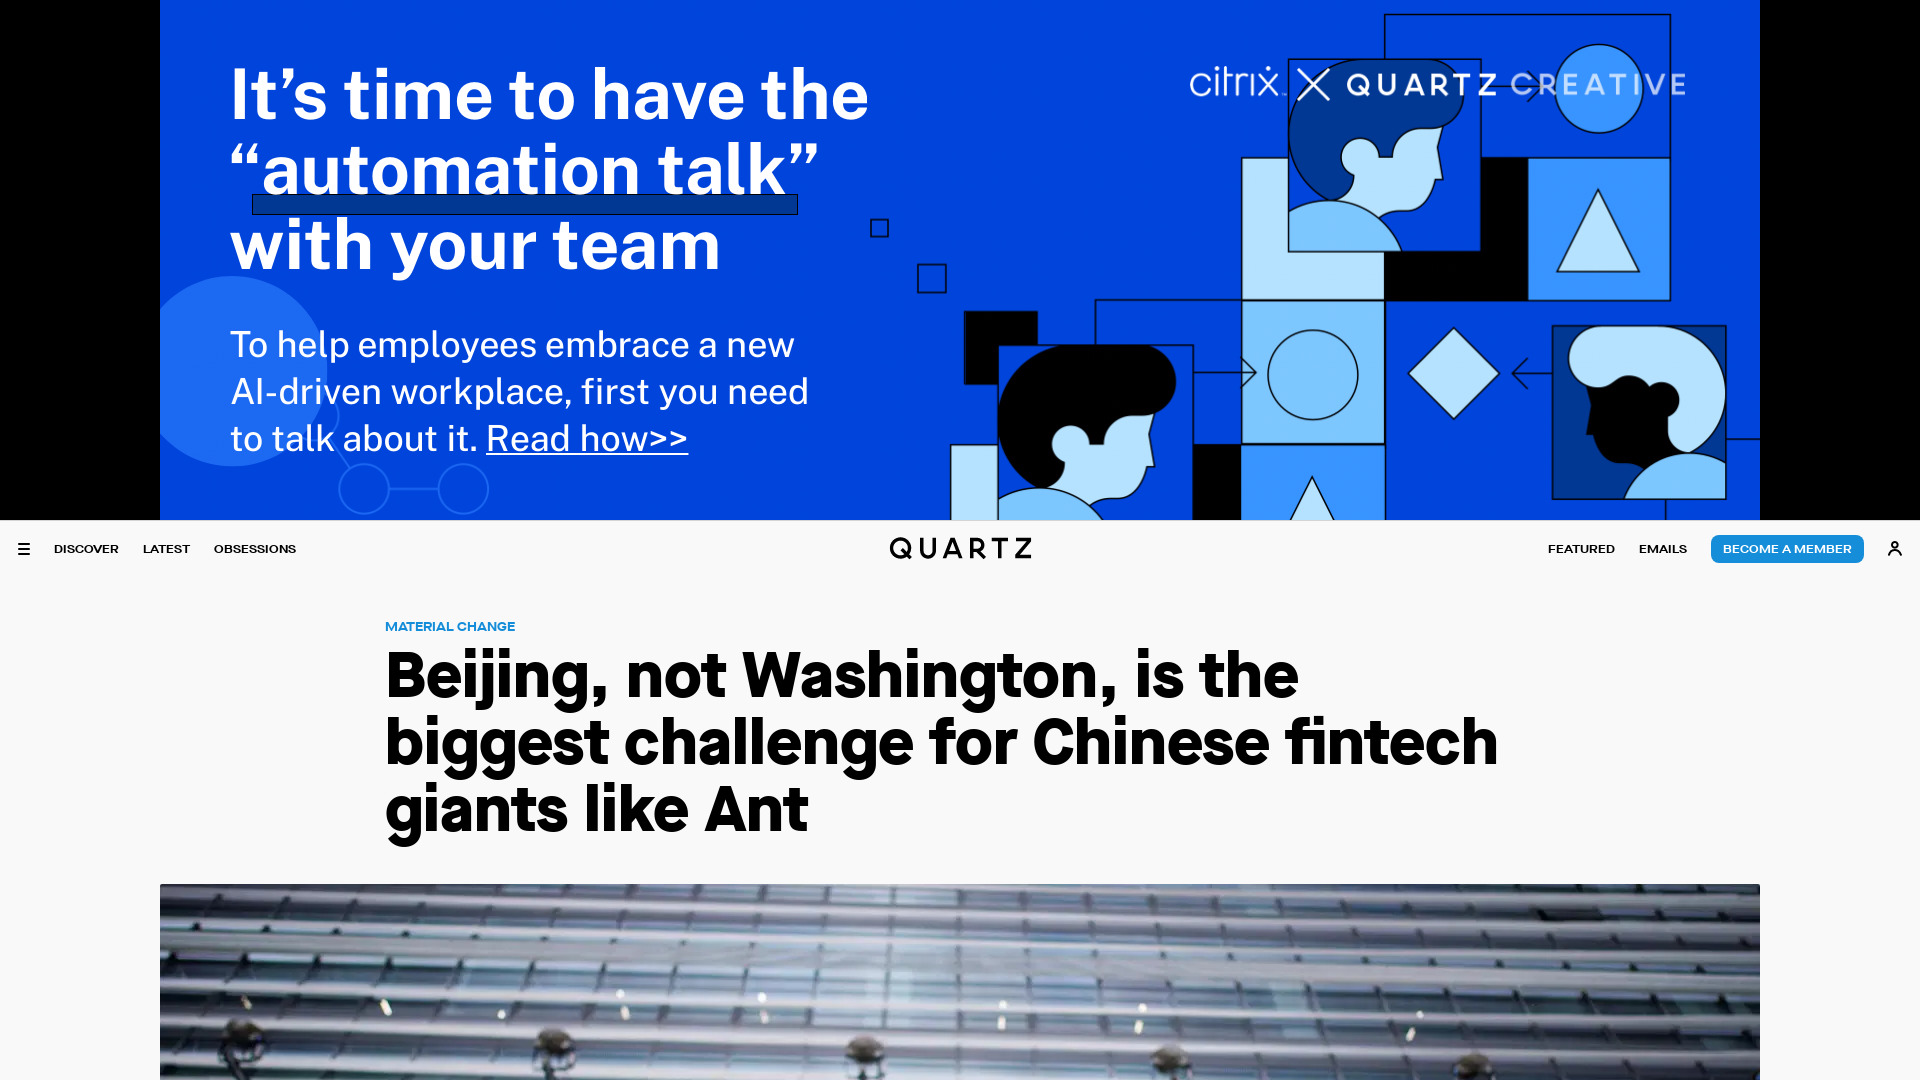 It’s time to have the
“automation talk”
with your team
To help employees embrace a new
AI-driven workplace, first you need
to talk about it. Read how>>
citrix™ X QUARTZ CREATIVE
DISCOVER LATEST OBSESSIONS QUARTZ FEATURED EMAILS BECOME A MEMBER
MATERIAL CHANGE
Beijing, not Washington, is the
biggest challenge for Chinese fintech
giants like Ant